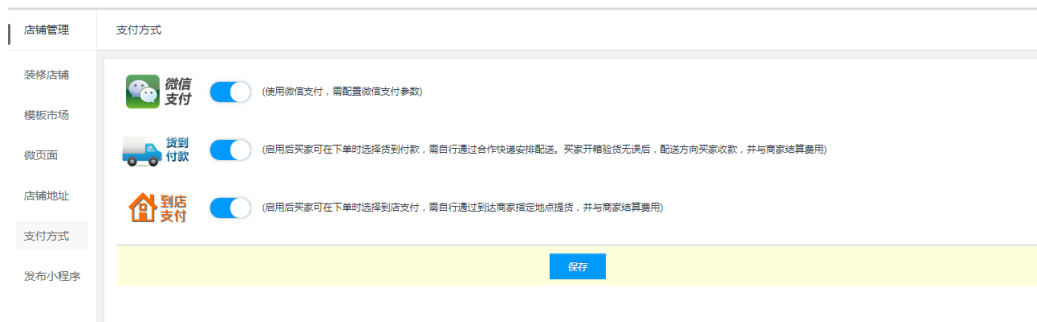 店铺管理
支付方式
装修店铺
模板市场
微页面
店铺地址
支付方式
发布小程序
微信
支付
(使用微信支付，需配置微信支付参数)
货到
付款
(启用后买家可在下单时选择货到付款，需自行通过合作快递安排配送。买家开箱验货无误后，配送方向买家收款，并与商家结算费用)
到店
支付
(启用后买家可在下单时选择到店支付，需自行通过到达商家指定地点提货，并与商家结算费用)
保存